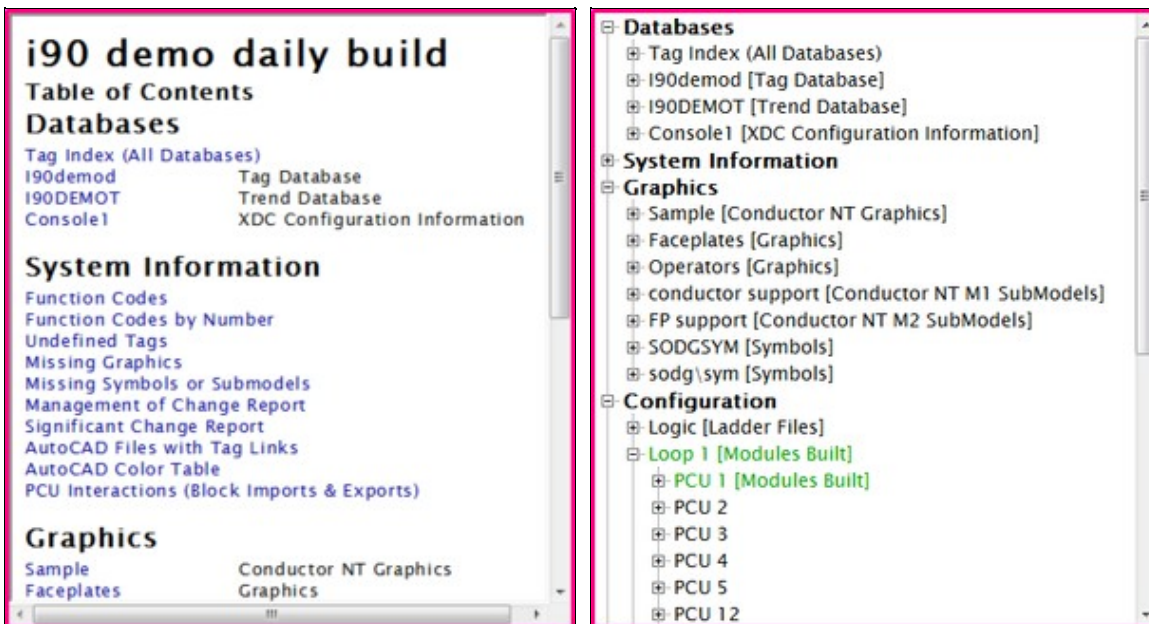 i90 demo daily build
Table of Contents
Databases
Tag Index (All Databases)
I90demod Tag Database
I90DEMOT Trend Database
Console1 XDC Configuration Information
System Information
Function Codes
Function Codes by Number
Undefined Tags
Missing Graphics
Missing Symbols or Submodels
Management of Change Report
Significant Change Report
AutoCAD Files with Tag Links
AutoCAD Color Table
PCU Interactions (Block Imports & Exports)
Graphics
Sample Conductor NT Graphics
Faceplates Graphics
Databases
Tag Index (All Databases)
I90demod [Tag Database]
I90DEMOT [Trend Database]
Console1 [XDC Configuration Information]
System Information
Graphics
Sample [Conductor NT Graphics]
Faceplates [Graphics]
Operators [Graphics]
conductor support [Conductor NT M1 SubModels]
FP support [Conductor NT M2 SubModels]
SODGSYM [Symbols]
sodg\sym [Symbols]
Configuration
Logic [Ladder Files]
Loop 1 [Modules Built]
PCU 1 [Modules Built]
PCU 2
PCU 3
PCU 4
PCU 5
PCU 12